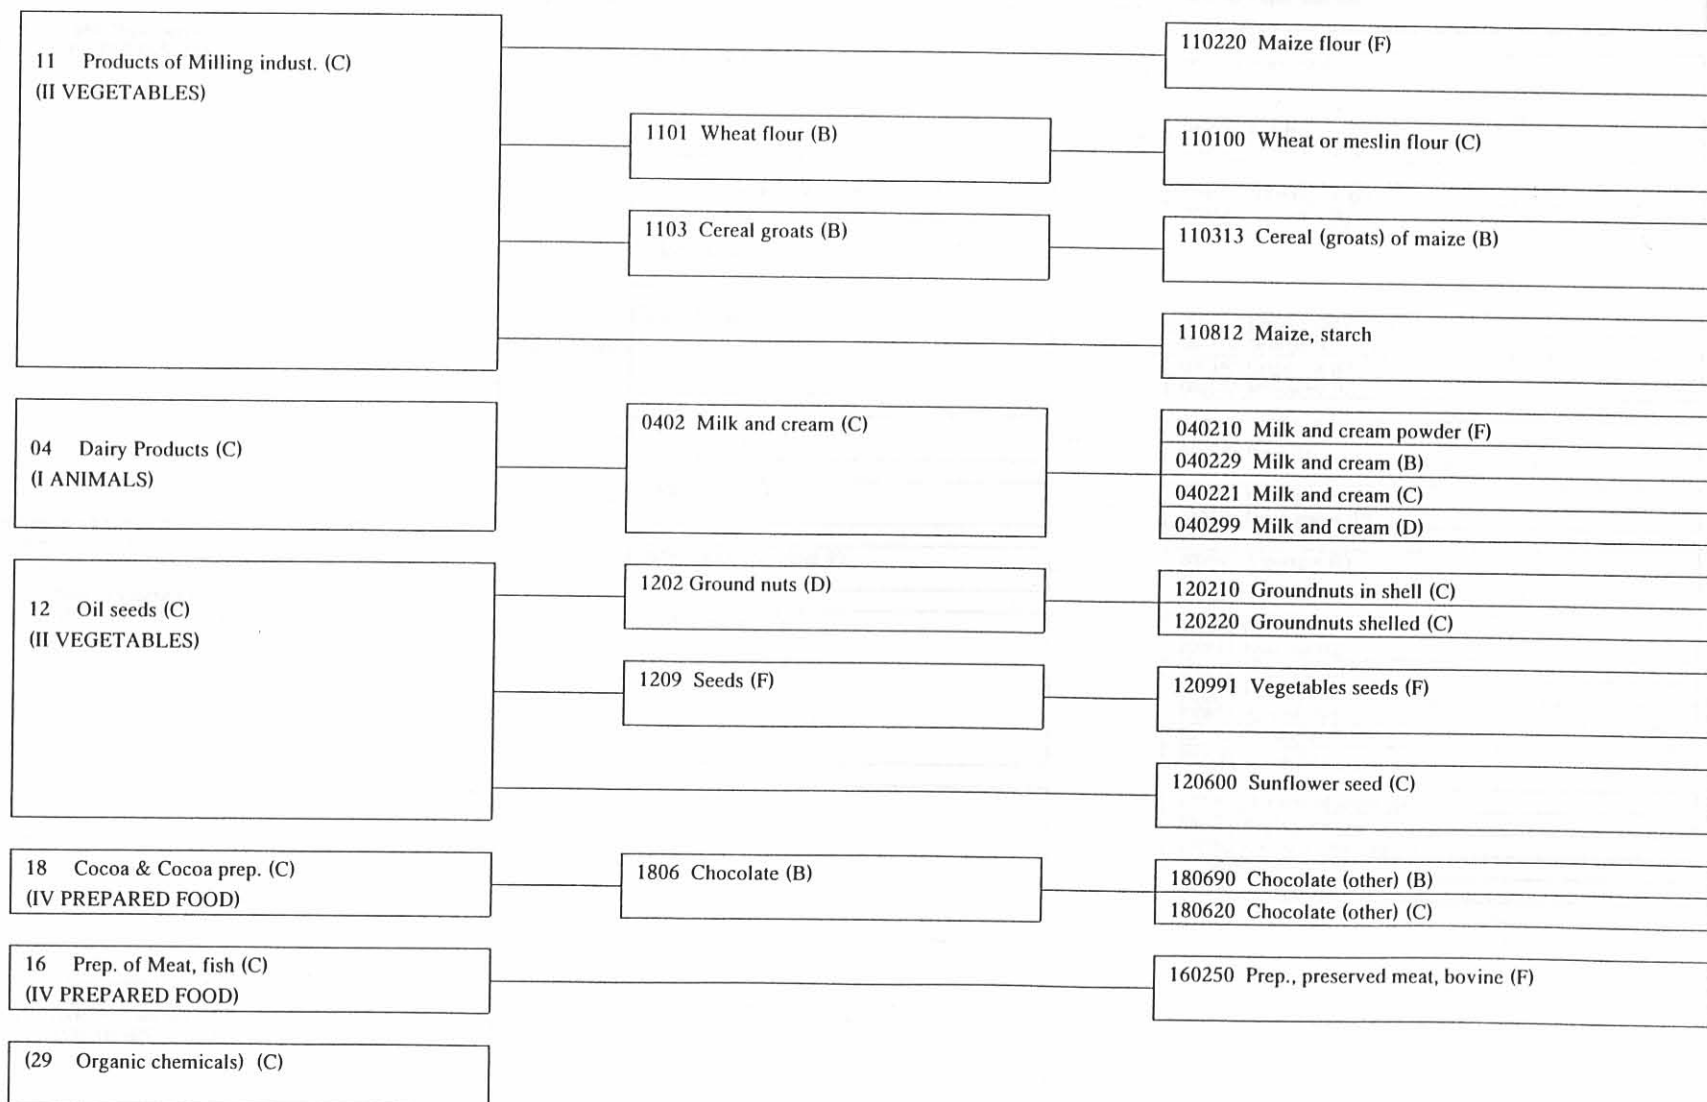 11 Products of Milling indust. (C)
(II VEGETABLES)
110220 Maize flour (F)
1101 Wheat flour (B)
110100 Wheat or meslin flour (C)
1103 Cereal groats (B)
110313 Cereal (groats) of maize (B)
110812 Maize, starch
04 Dairy Products (C)
(I ANIMALS)
0402 Milk and cream (C)
040210 Milk and cream powder (F)
040229 Milk and cream (B)
040221 Milk and cream (C)
040299 Milk and cream (D)
12 Oil seeds (C)
(II VEGETABLES)
1202 Ground nuts (D)
120210 Groundnuts in shell (C)
120220 Groundnuts shelled (C)
1209 Seeds (F)
120991 Vegetables seeds (F)
120600 Sunflower seed (C)
18 Cocoa & Cocoa prep. (C)
(IV PREPARED FOOD)
1806 Chocolate (B)
180690 Chocolate (other) (B)
180620 Chocolate (other) (C)
16 Prep. of Meat, fish (C)
(IV PREPARED FOOD)
160250 Prep., preserved meat, bovine (F)
(29 Organic chemicals) (C)